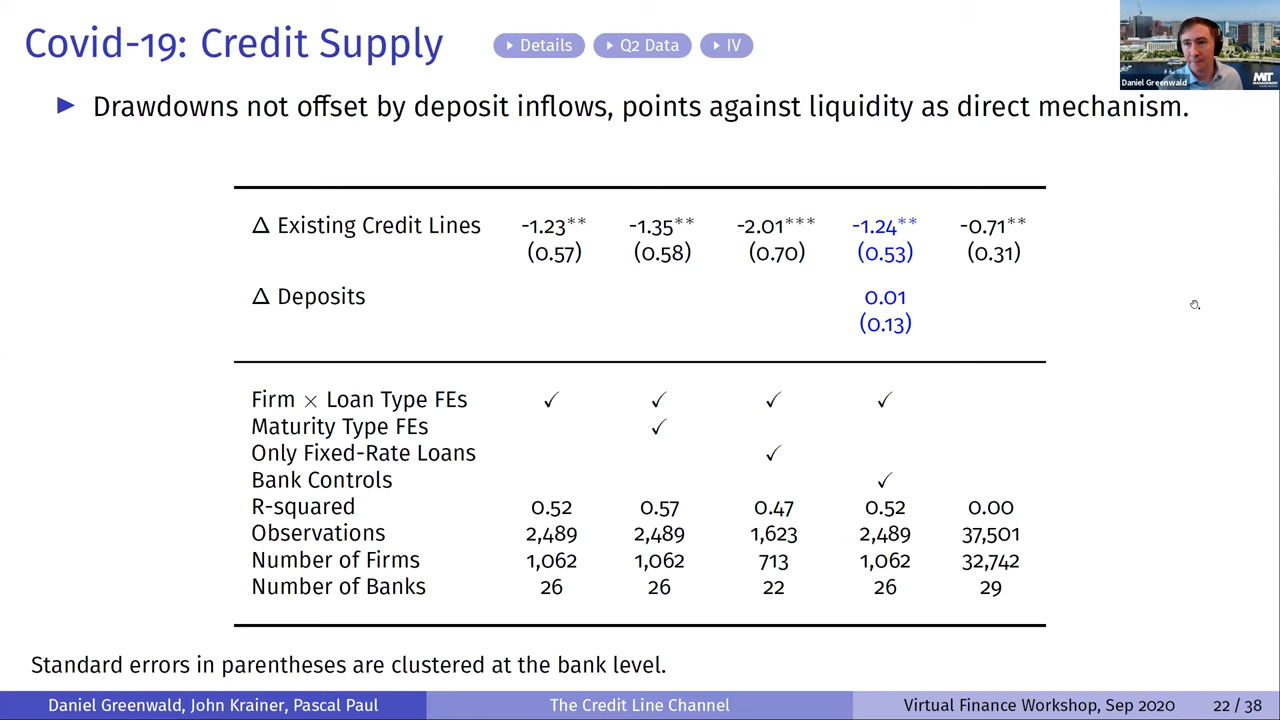 Covid-19: Credit Supply
Details
Q2 Data
IV
Daniel Greenwald
MIT
MANAGEMENT
Drawdowns not offset by deposit inflows, points against liquidity as direct mechanism.
Δ Existing Credit Lines -1.23** -1.35** -2.01*** -1.24** -0.71**
(0.57) (0.58) (0.70) (0.53) (0.31)
Δ Deposits 0.01
(0.13)
Firm × Loan Type FEs ✓ ✓ ✓ ✓
Maturity Type FEs ✓
Only Fixed-Rate Loans ✓
Bank Controls ✓
R-squared 0.52 0.57 0.47 0.52 0.00
Observations 2,489 2,489 1,623 2,489 37,501
Number of Firms 1,062 1,062 713 1,062 32,742
Number of Banks 26 26 22 26 29
Standard errors in parentheses are clustered at the bank level.
Daniel Greenwald, John Krainer, Pascal Paul
The Credit Line Channel
Virtual Finance Workshop, Sep 2020
22 / 38